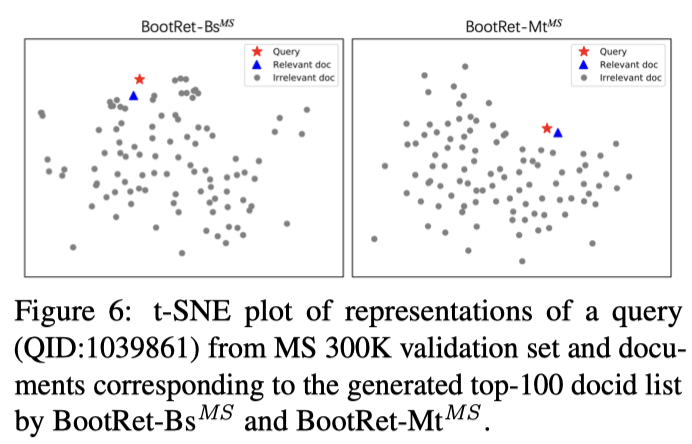 BootRet-Bs^MS
Query
Relevant doc
Irrelevant doc
BootRet-Mt^MS
Query
Relevant doc
Irrelevant doc
Figure 6: t-SNE plot of representations of a query
(QID:1039861) from MS 300K validation set and docu-
ments corresponding to the generated top-100 docid list
by BootRet-Bs^MS and BootRet-Mt^MS.